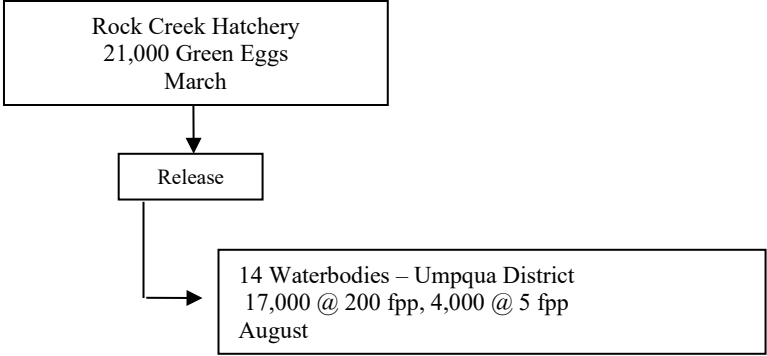 Rock Creek Hatchery
21,000 Green Eggs
March
Release
14 Waterbodies – Umpqua District
17,000 @ 200 fpp, 4,000 @ 5 fpp
August